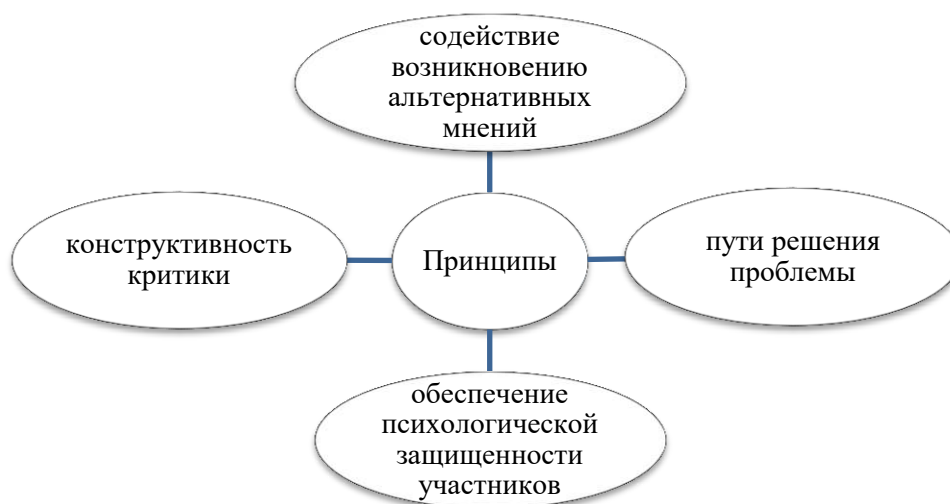 содействие
возникновению
альтернативных
мнений
конструктивность
критики
Принципы
пути решения
проблемы
обеспечение
психологической
защищенности
участников